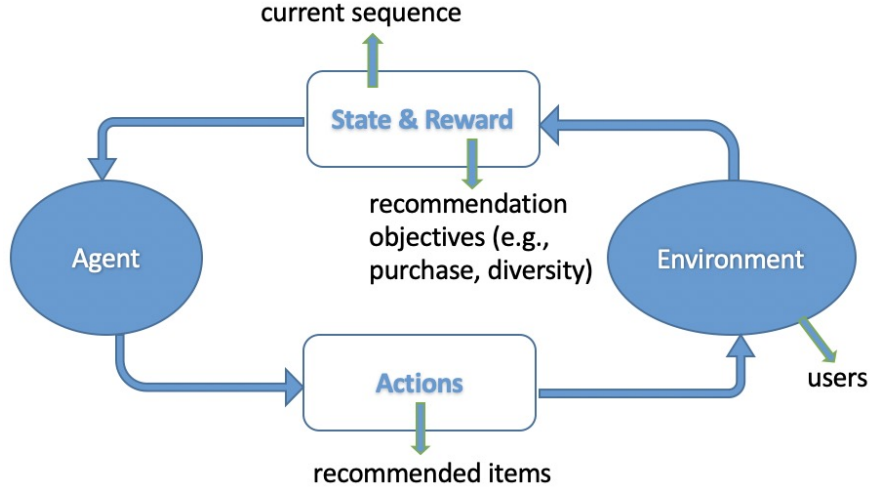 current sequence
State & Reward
recommendation
objectives (e.g.,
purchase, diversity)
Agent
Environment
Actions
users
recommended items